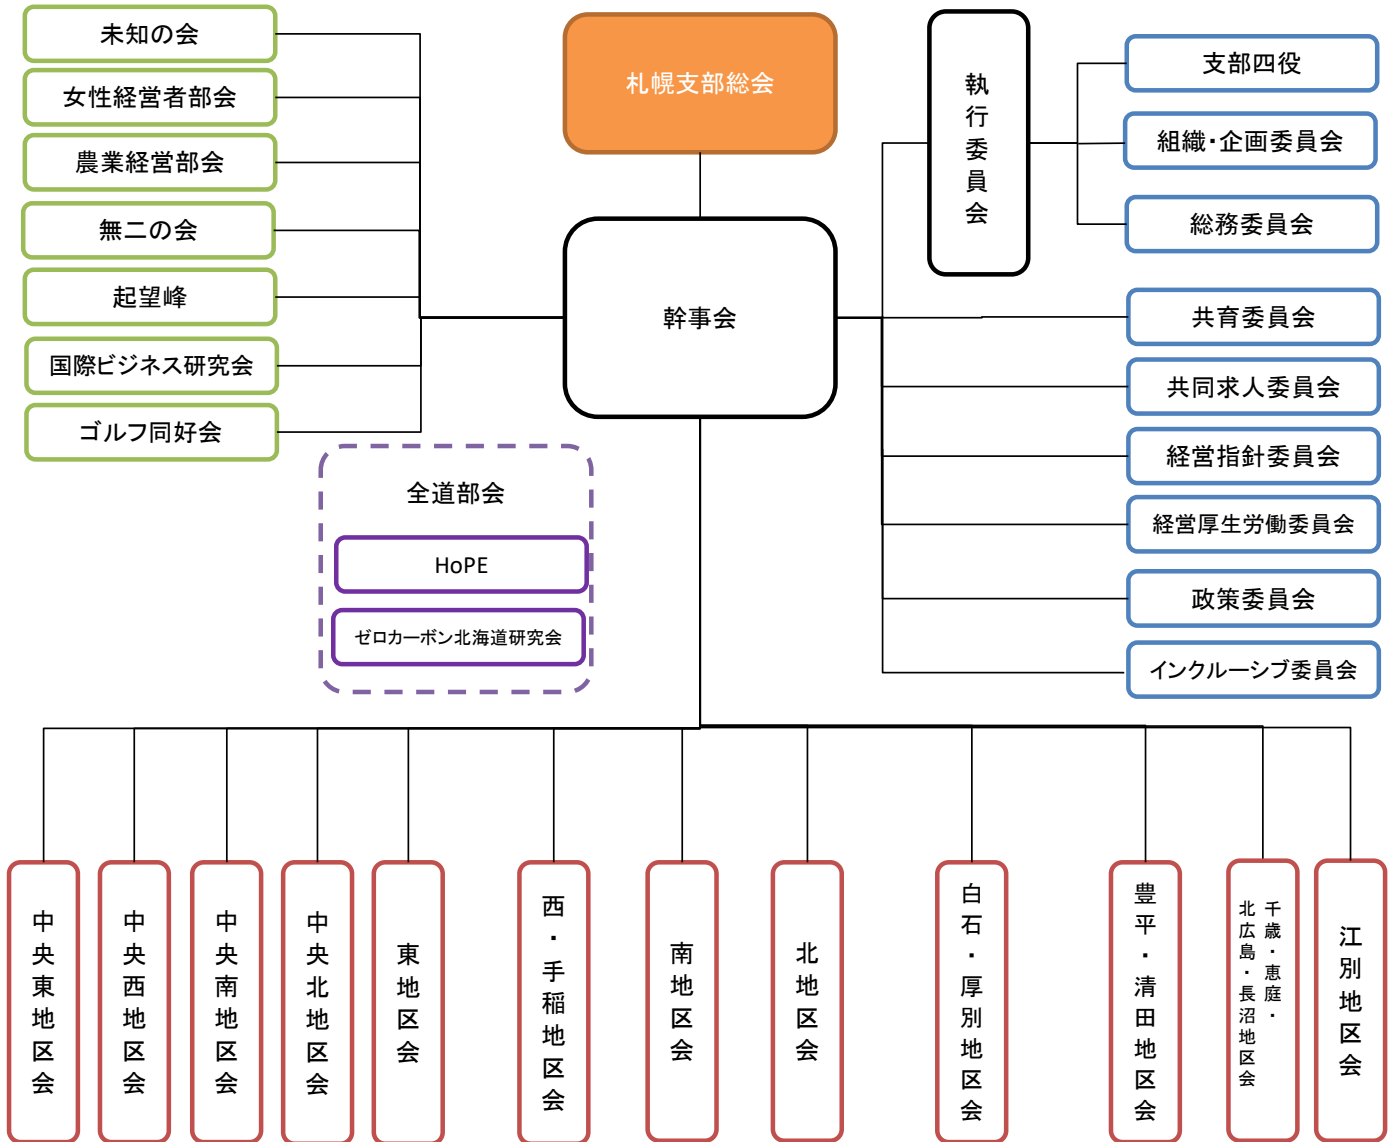 未知の会
女性経営者部会
農業経営部会
無二の会
起望峰
国際ビジネス研究会
ゴルフ同好会
札幌支部総会
幹事会
執行委員会
支部四役
組織・企画委員会
総務委員会
共育委員会
共同求人委員会
経営指針委員会
経営厚生労働委員会
政策委員会
インクルーシブ委員会
全道部会
HoPE
ゼロカーボン北海道研究会
中央東地区会
中央西地区会
中央南地区会
中央北地区会
東地区会
西・手稲地区会
南地区会
北地区会
白石・厚別地区会
豊平・清田地区会
千歳・恵庭・
北広島・長沼地区会
江別地区会